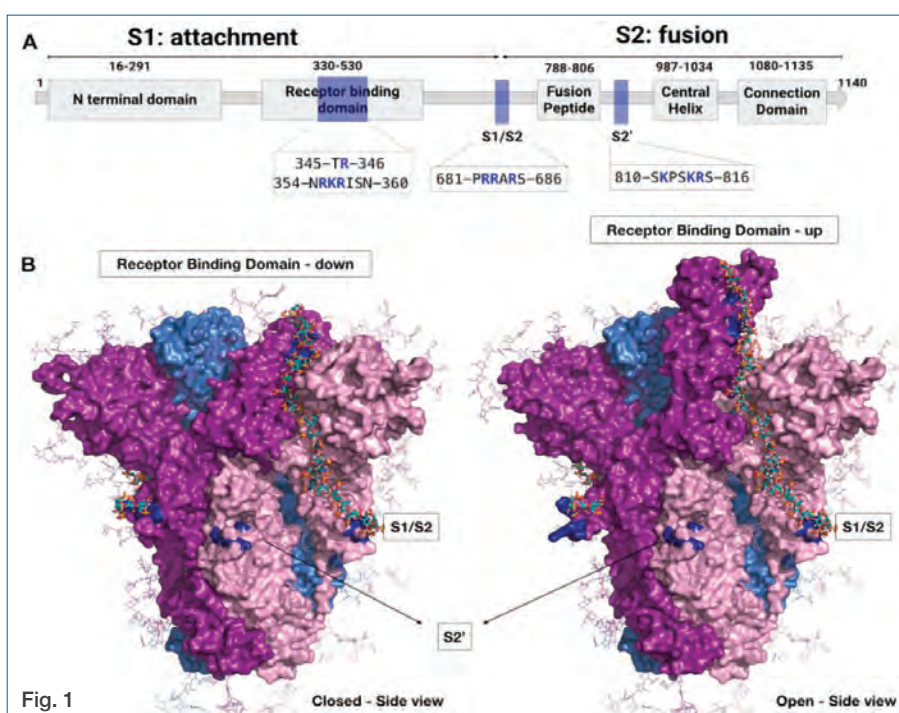 A
S1: attachment
S2: fusion
16-291
330-530
788-806
987-1034
1080-1135
1
1140
N terminal domain
Receptor binding
domain
Fusion
Peptide
Central
Helix
Connection
Domain
S1/S2
S2'
345-TR-346
354-NRKRISN-360
681-PRRARS-686
810-SKPSKRS-816
Receptor Binding Domain - up
B
Receptor Binding Domain - down
S1/S2
S1/S2
S2'
Fig. 1
Closed - Side view
Open - Side view